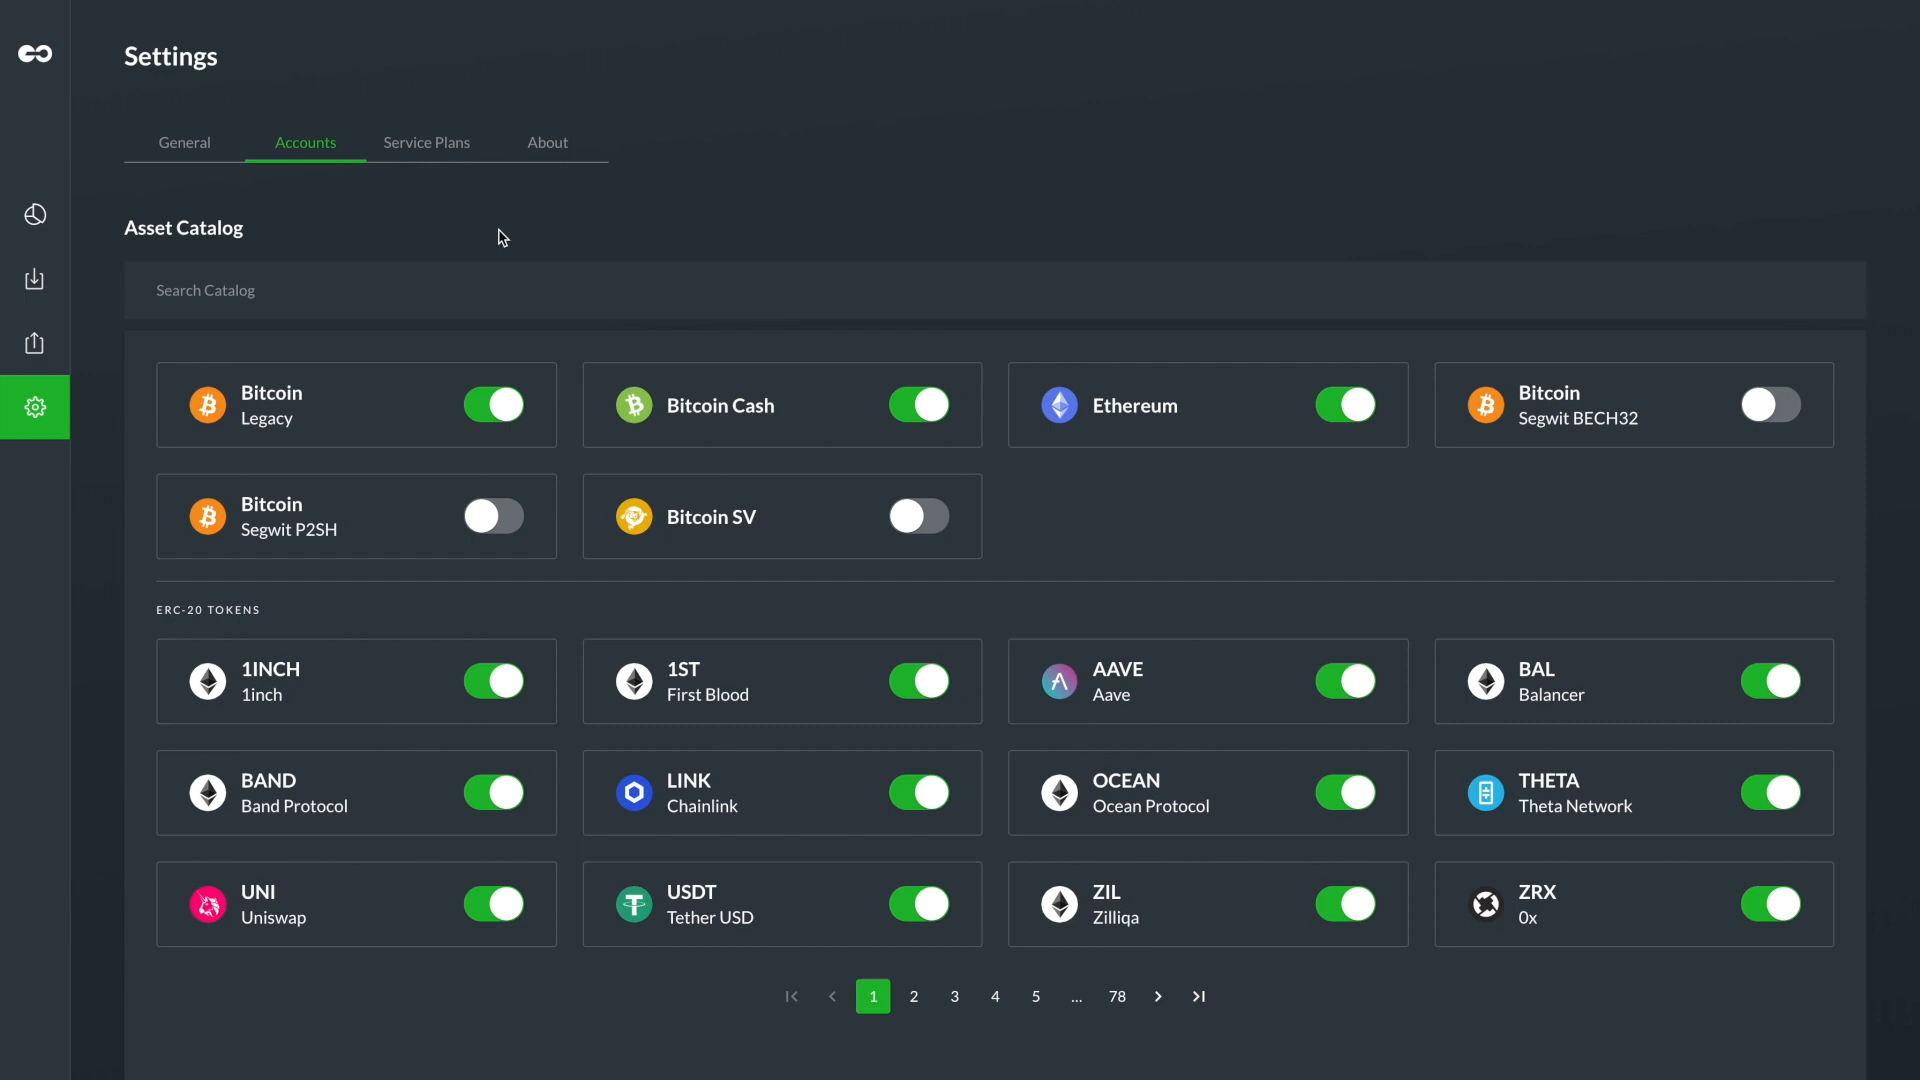 Settings
General
Accounts
Service Plans
About
Asset Catalog
Search Catalog
Bitcoin
Legacy
Bitcoin Cash
Ethereum
Bitcoin
Segwit BECH32
Bitcoin
Segwit P2SH
Bitcoin SV
ERC-20 TOKENS
1INCH
1inch
1ST
First Blood
AAVE
Aave
BAL
Balancer
BAND
Band Protocol
LINK
Chainlink
OCEAN
Ocean Protocol
THETA
Theta Network
UNI
Uniswap
USDT
Tether USD
ZIL
Zilliqa
ZRX
0x
1 2 3 4 5 ... 78